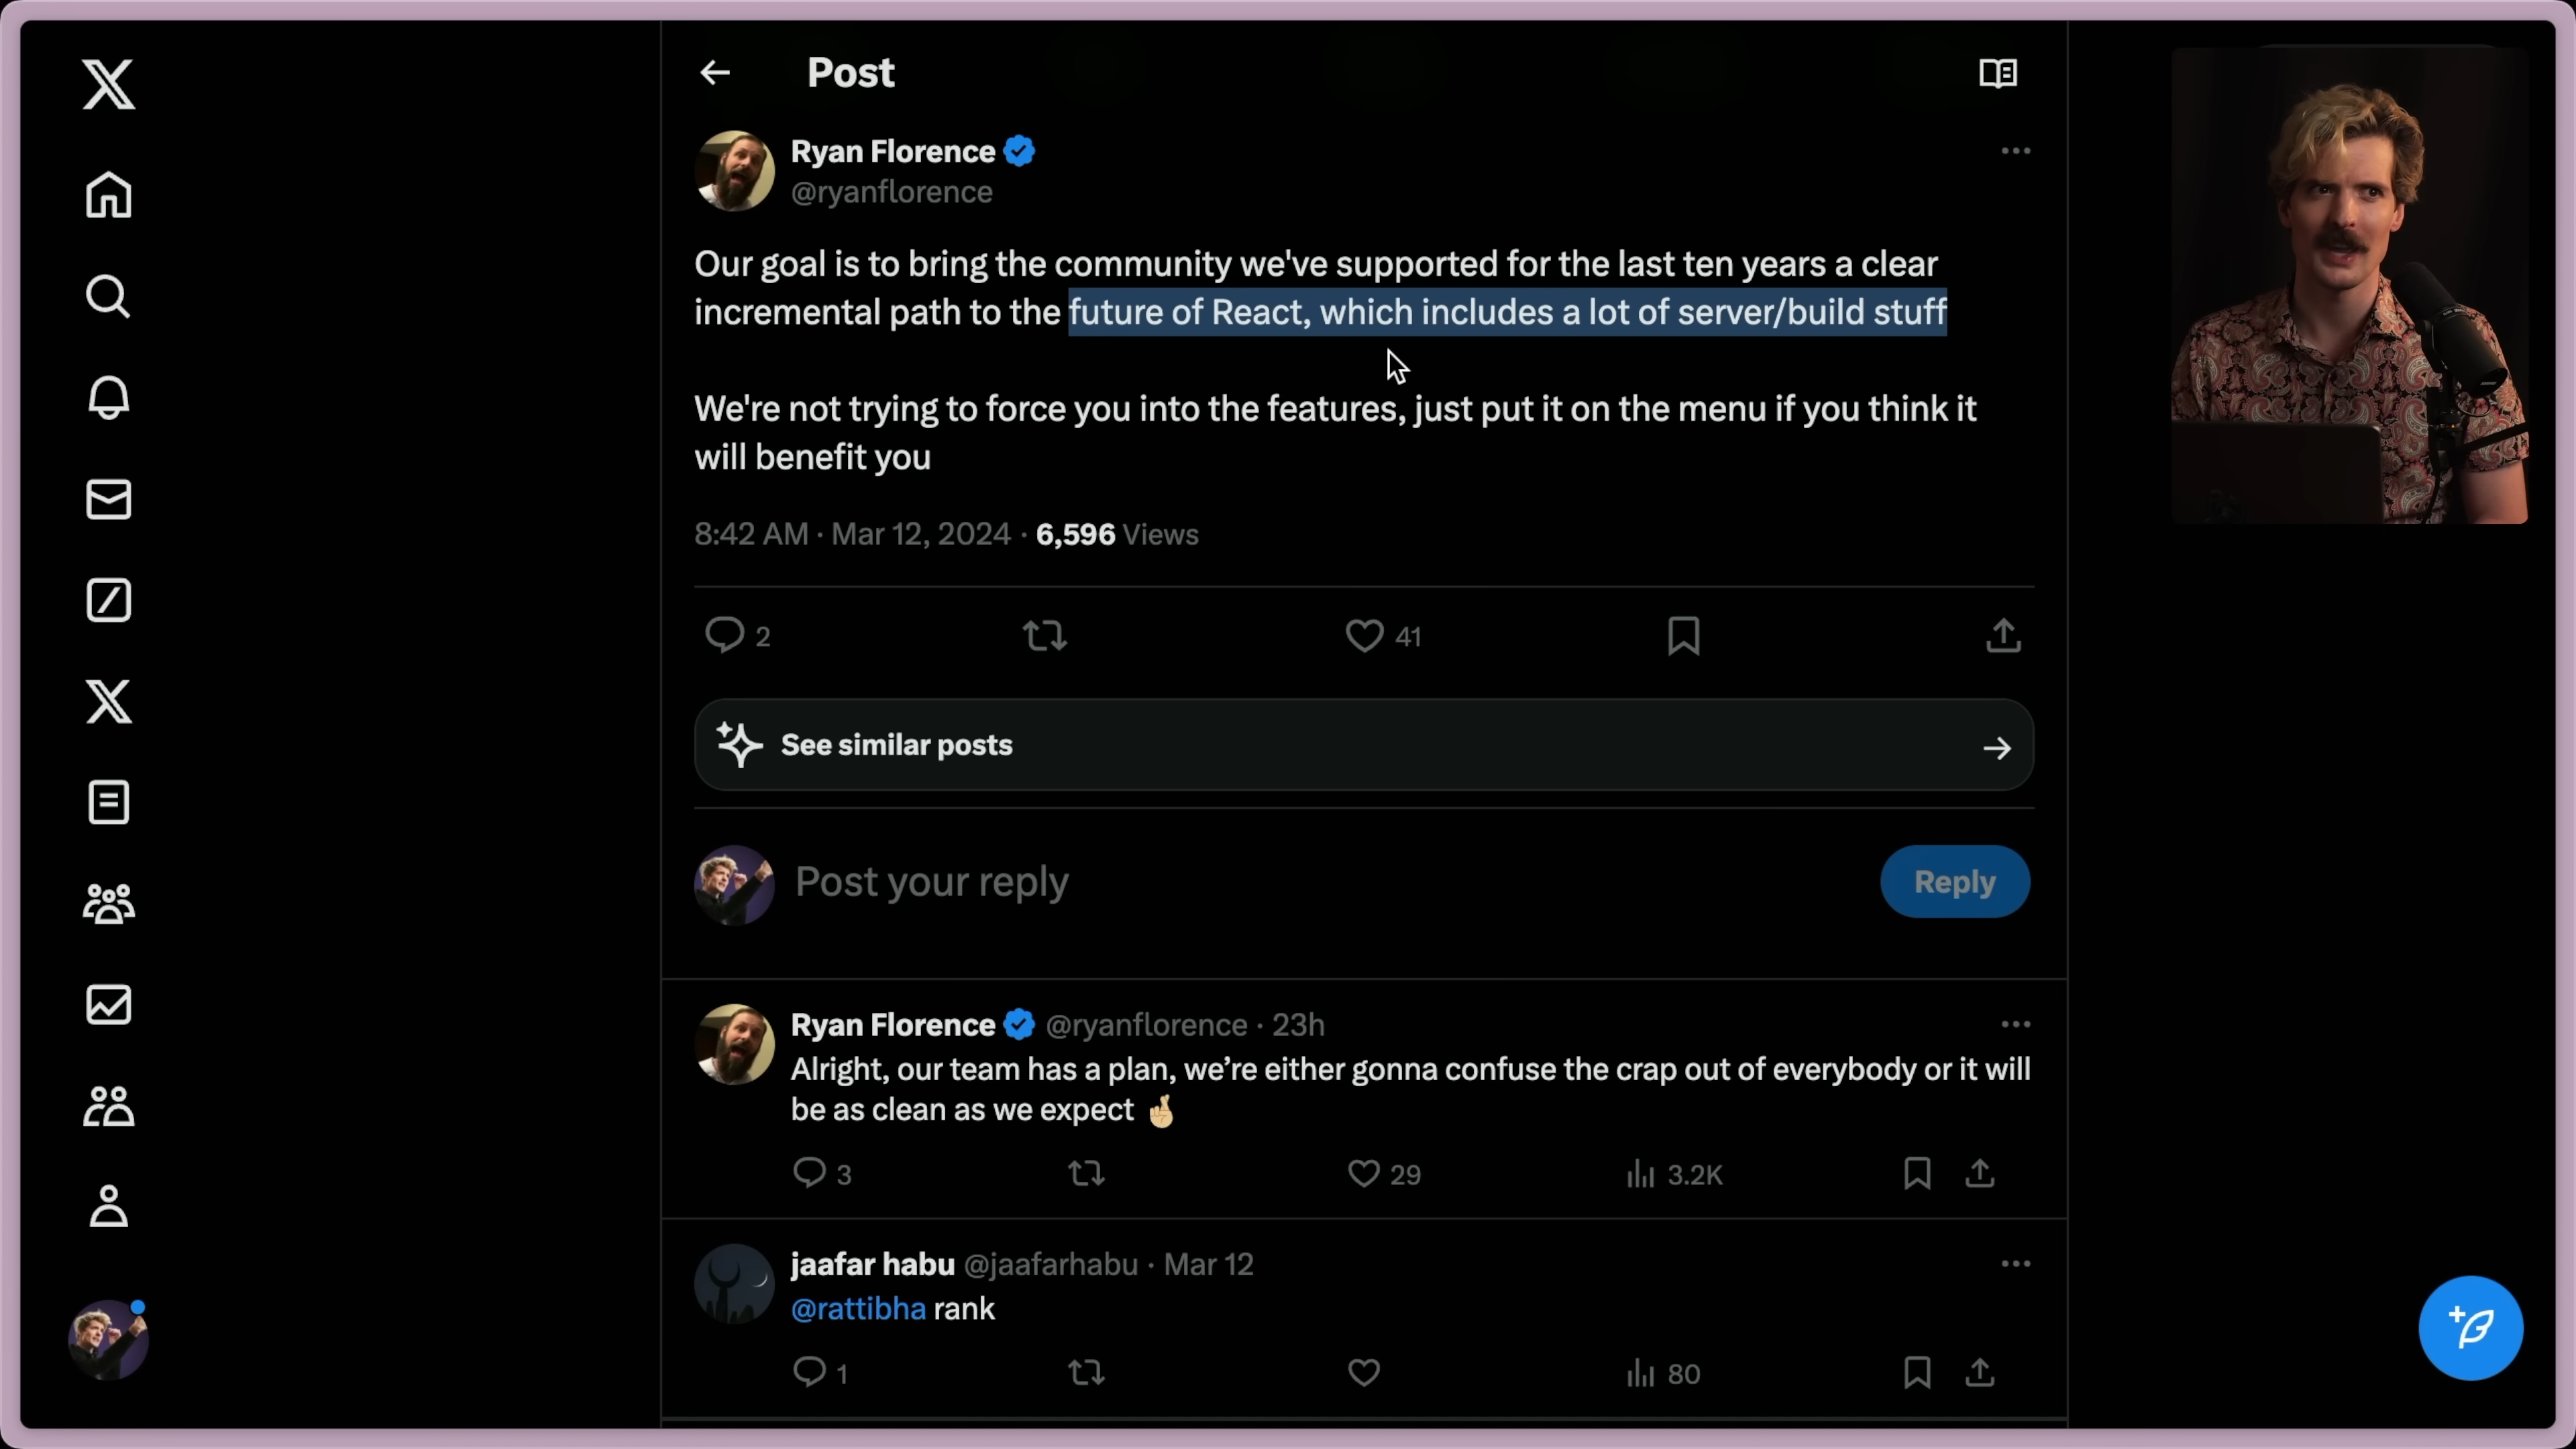 Post
Ryan Florence
@ryanflorence
Our goal is to bring the community we've supported for the last ten years a clear
incremental path to the future of React, which includes a lot of server/build stuff
We're not trying to force you into the features, just put it on the menu if you think it
will benefit you
8:42 AM · Mar 12, 2024 · 6,596 Views
2 41
See similar posts
Post your reply
Reply
Ryan Florence @ryanflorence · 23h
Alright, our team has a plan, we’re either gonna confuse the crap out of everybody or it will
be as clean as we expect 🤞🏼
3 29 3.2K
jaafar habu @jaafarhabu · Mar 12
@rattibha rank
1 80